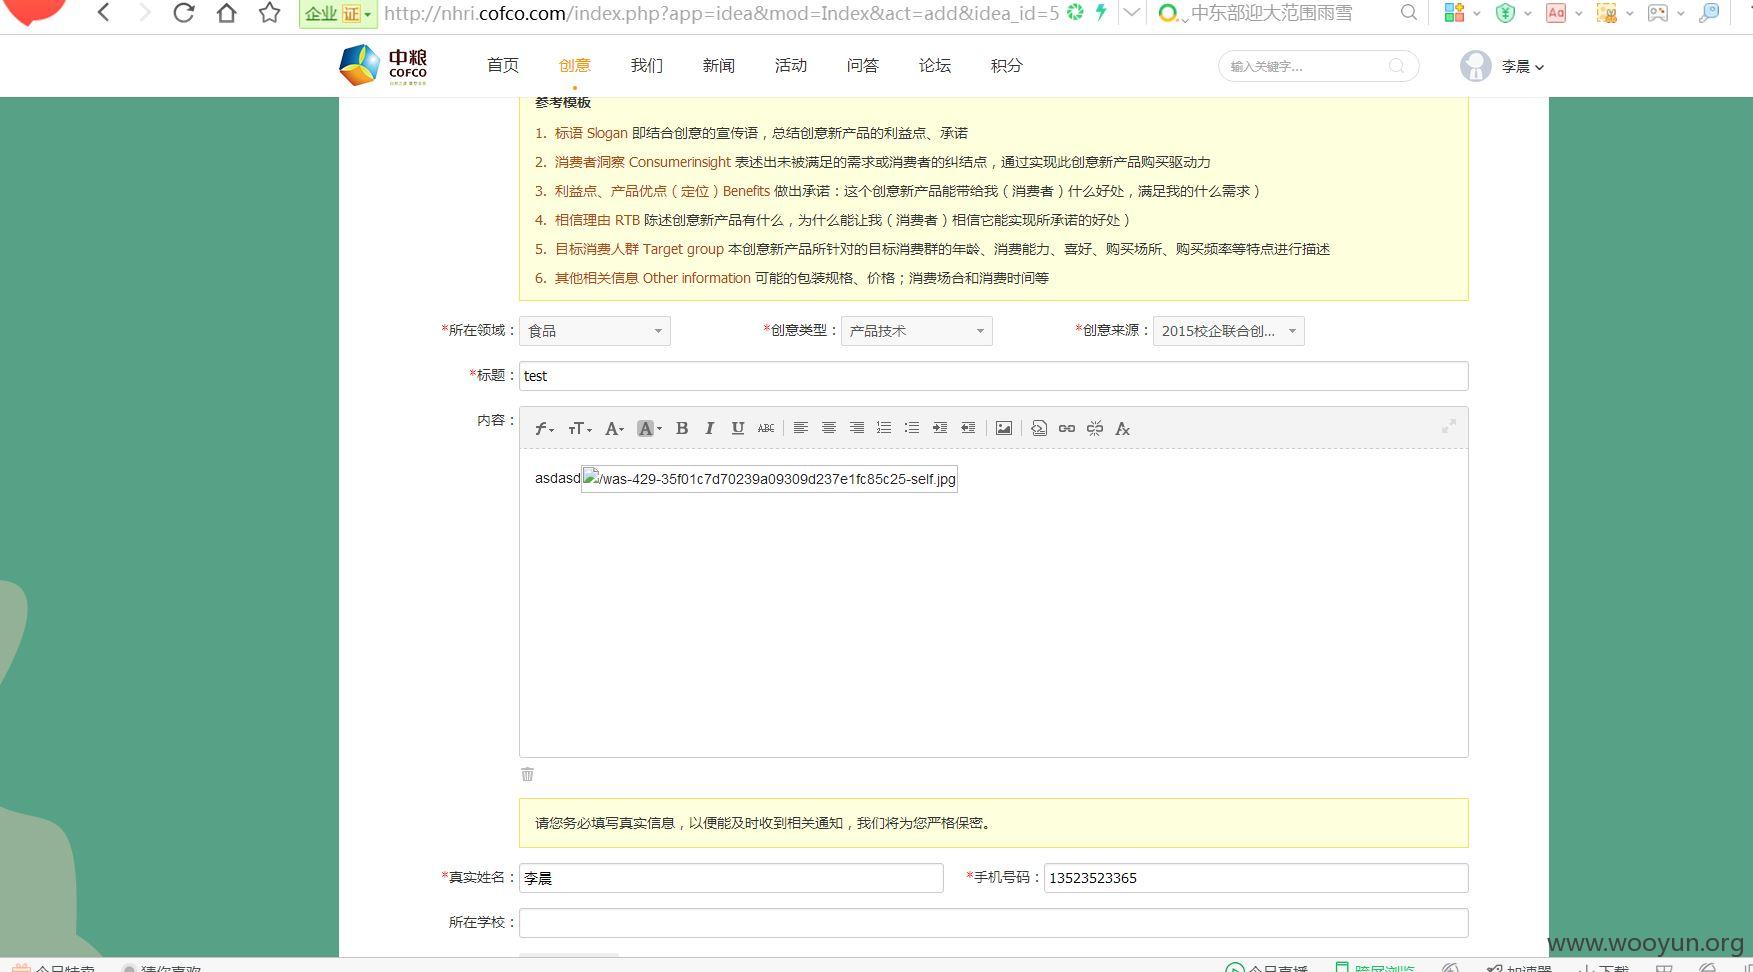 企业 证 http://nhri.cofco.com/index.php?app=idea&mod=Index&act=add&idea_id=5 中东部迎大范围雨雪
中粮
COFCO
首页 创意 我们 新闻 活动 问答 论坛 积分 输入关键字... 李晨
参考模板
1. 标语 Slogan 即结合创意的宣传语，总结创意新产品的利益点、承诺
2. 消费者洞察 Consumerinsight 表述出未被满足的需求或消费者的纠结点，通过实现此创意新产品购买驱动力
3. 利益点、产品优点（定位）Benefits 做出承诺：这个创意新产品能带给我（消费者）什么好处，满足我的什么需求）
4. 相信理由 RTB 陈述创意新产品有什么，为什么能让我（消费者）相信它能实现所承诺的好处）
5. 目标消费人群 Target group 本创意新产品所针对的目标消费群的年龄、消费能力、喜好、购买场所、购买频率等特点进行描述
6. 其他相关信息 Other information 可能的包装规格、价格；消费场合和消费时间等
*所在领域： 食品 *创意类型： 产品技术 *创意来源： 2015校企联合创...
*标题： test
内容：
asdasd/was-429-35f01c7d70239a09309d237e1fc85c25-self.jpg
请您务必填写真实信息，以便能及时收到相关通知，我们将为您严格保密。
*真实姓名： 李晨 *手机号码： 13523523365
所在学校：
www.wooyun.org
今日特卖 猜你喜欢 今日直播 跨屏浏览 加速器 下载